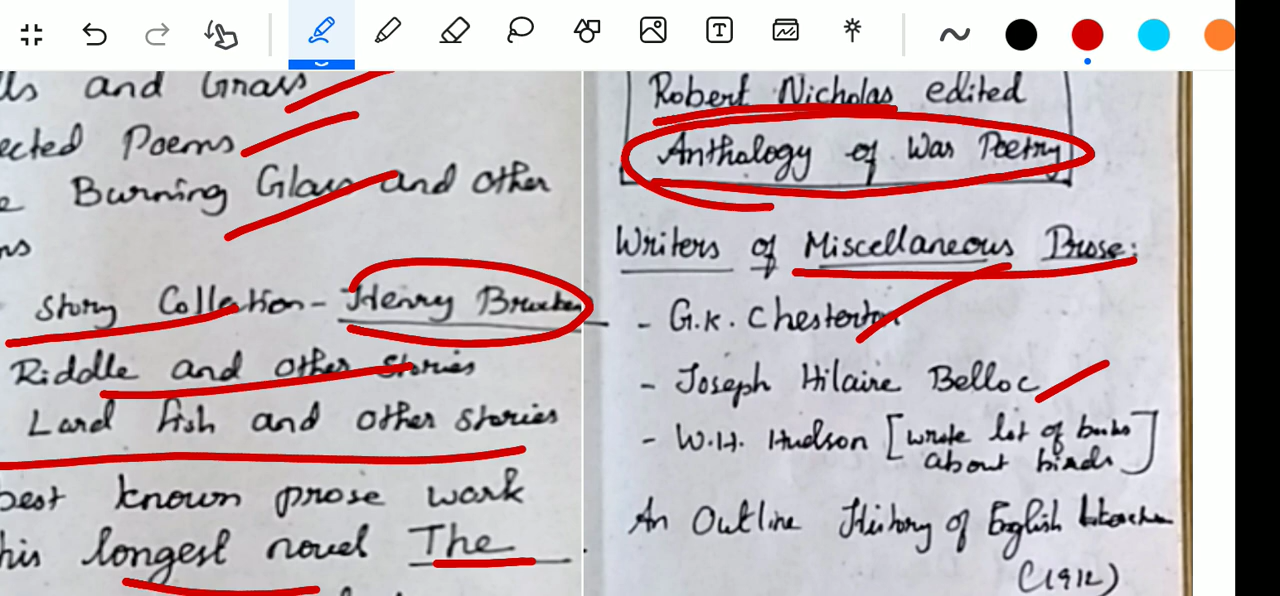 lls and Grass
ected Poems
e Burning Glass and other
ns
Story Collection - Henry Brocken
Riddle and other stories
Lord fish and other stories
best known prose work
his longest novel The
Robert Nicholas edited
Anthology of War Poetry
Writers of Miscellaneous Prose:
- G.K. Chesterton
- Joseph Hilaire Belloc
- W.H. Hudson [wrote lot of books
about birds]
An Outline History of English Literature
(1912)